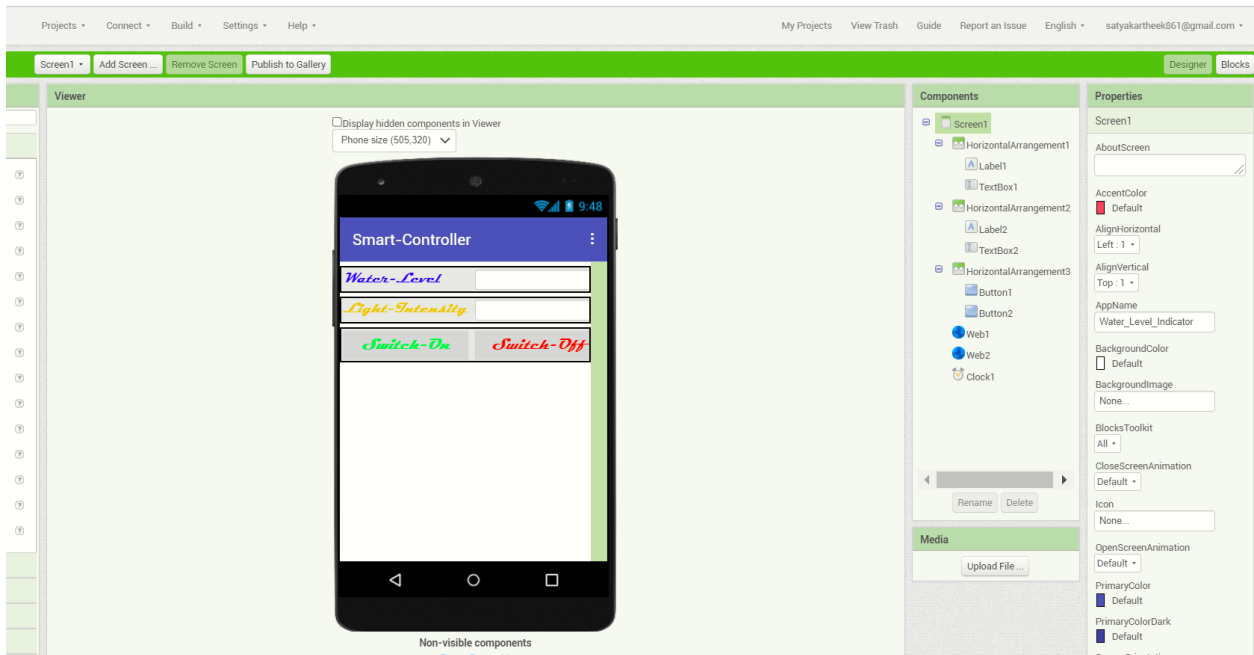 Projects Connect Build Settings Help My Projects View Trash Guide Report an Issue English satyakartheek861@gmail.com
Screen1 Add Screen ... Remove Screen Publish to Gallery Designer Blocks
Viewer
Display hidden components in Viewer
Phone size (505,320)
9:48
Smart-Controller
Water-Level
Light-Intensity
Switch-On Switch-Off
Non-visible components
Components
Screen1
HorizontalArrangement1
Label1
TextBox1
HorizontalArrangement2
Label2
TextBox2
HorizontalArrangement3
Button1
Button2
Web1
Web2
Clock1
Rename Delete
Media
Upload File ...
Properties
Screen1
AboutScreen
AccentColor
Default
AlignHorizontal
Left : 1
AlignVertical
Top : 1
AppName
Water_Level_Indicator
BackgroundColor
Default
BackgroundImage
None...
BlocksToolkit
All
CloseScreenAnimation
Default
Icon
None...
OpenScreenAnimation
Default
PrimaryColor
Default
PrimaryColorDark
Default